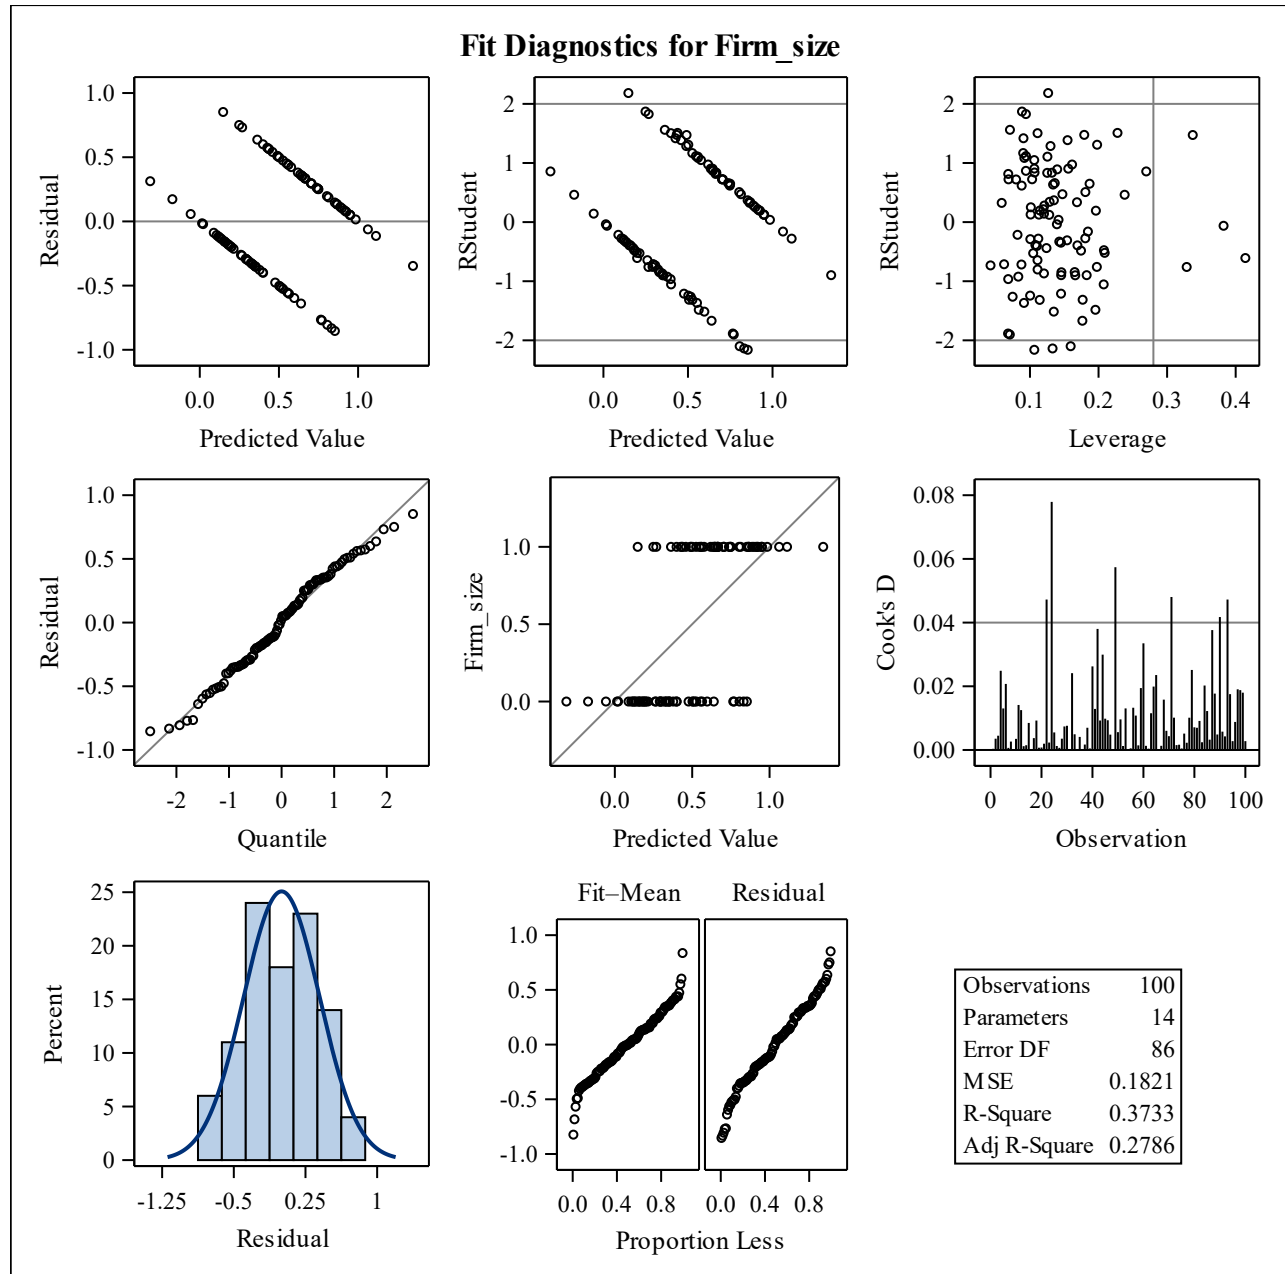 Fit Diagnostics for Firm_size
1.0
0.5
0.0
-0.5
-1.0
Residual
0.0 0.5 1.0
Predicted Value
2
1
0
-1
-2
RStudent
0.0 0.5 1.0
Predicted Value
2
1
0
-1
-2
RStudent
0.1 0.2 0.3 0.4
Leverage
1.0
0.5
0.0
-0.5
-1.0
Residual
-2 -1 0 1 2
Quantile
1.0
0.5
0.0
Firm_size
0.0 0.5 1.0
Predicted Value
0.08
0.06
0.04
0.02
0.00
Cook's D
0 20 40 60 80 100
Observation
25
20
15
10
5
0
Percent
-1.25 -0.5 0.25 1
Residual
Fit–Mean Residual
1.0
0.5
0.0
-0.5
-1.0
0.0 0.4 0.8 0.0 0.4 0.8
Proportion Less
Observations 100
Parameters 14
Error DF 86
MSE 0.1821
R-Square 0.3733
Adj R-Square 0.2786